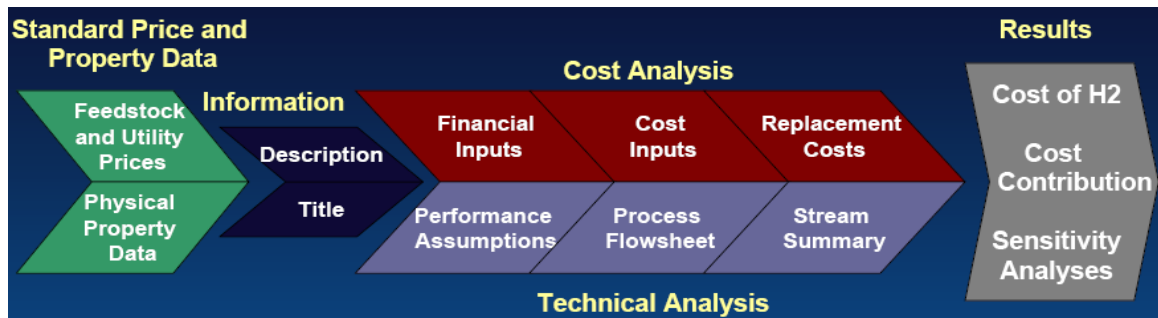 Standard Price and
Property Data
Feedstock
and Utility
Prices
Physical
Property
Data
Information
Description
Title
Cost Analysis
Financial
Inputs
Cost
Inputs
Replacement
Costs
Performance
Assumptions
Process
Flowsheet
Stream
Summary
Technical Analysis
Results
Cost of H2
Cost
Contribution
Sensitivity
Analyses